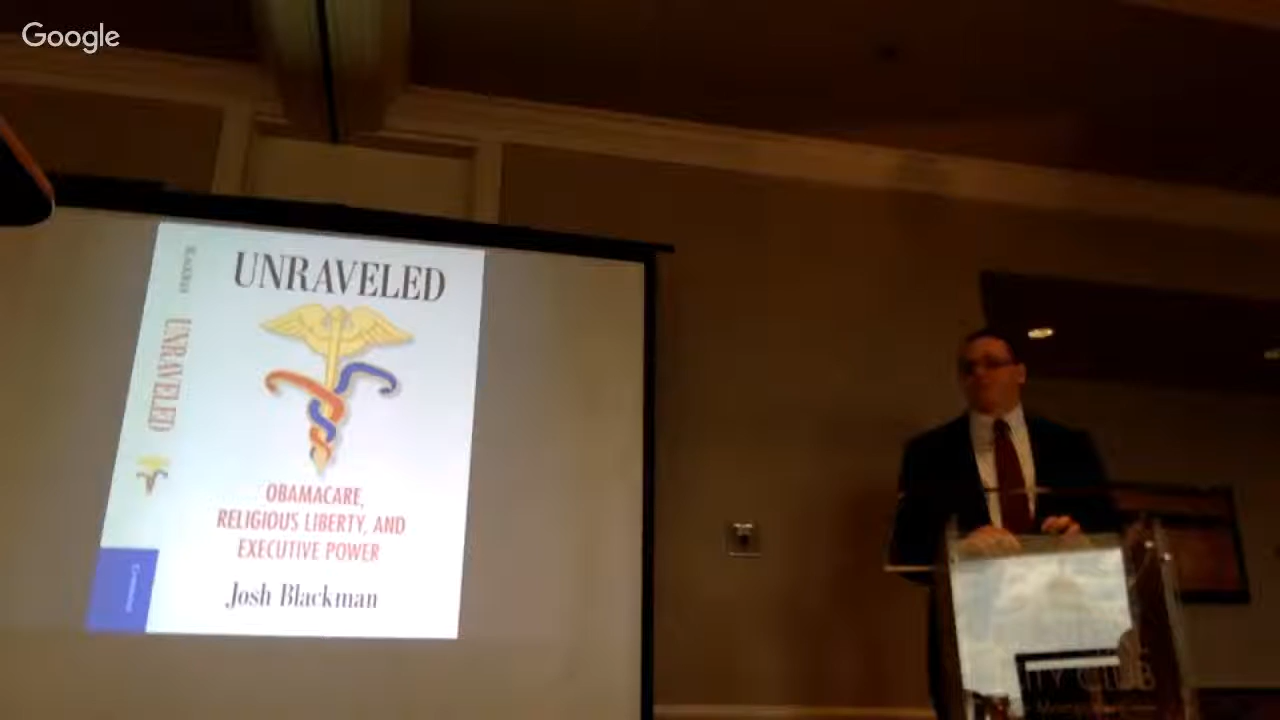 Google
UNRAVELED
OBAMACARE,
RELIGIOUS LIBERTY, AND
EXECUTIVE POWER
Josh Blackman
UNRAVELED